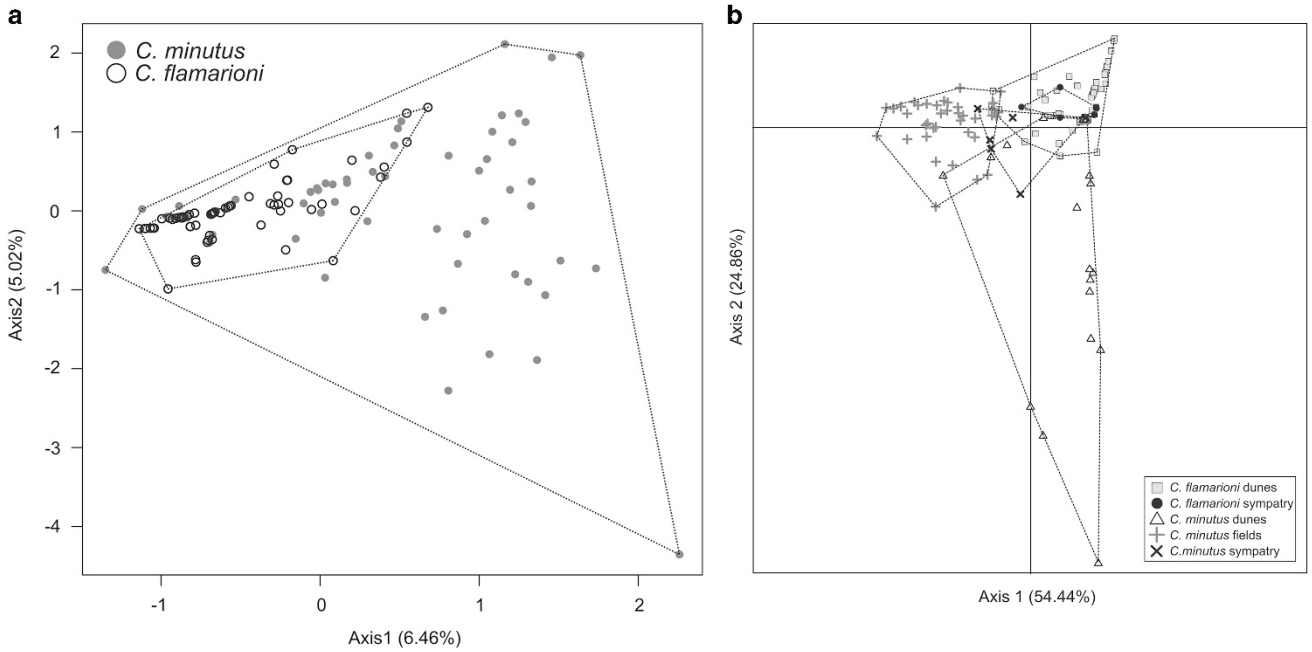 a
C. minutus
C. flamarioni
2
1
0
-1
-2
-3
-4
Axis2 (5.02%)
-1
0
1
2
Axis1 (6.46%)
b
Axis 2 (24.86%)
C. flamarioni dunes
C. flamarioni sympatry
C. minutus dunes
C. minutus fields
C.minutus sympatry
Axis 1 (54.44%)